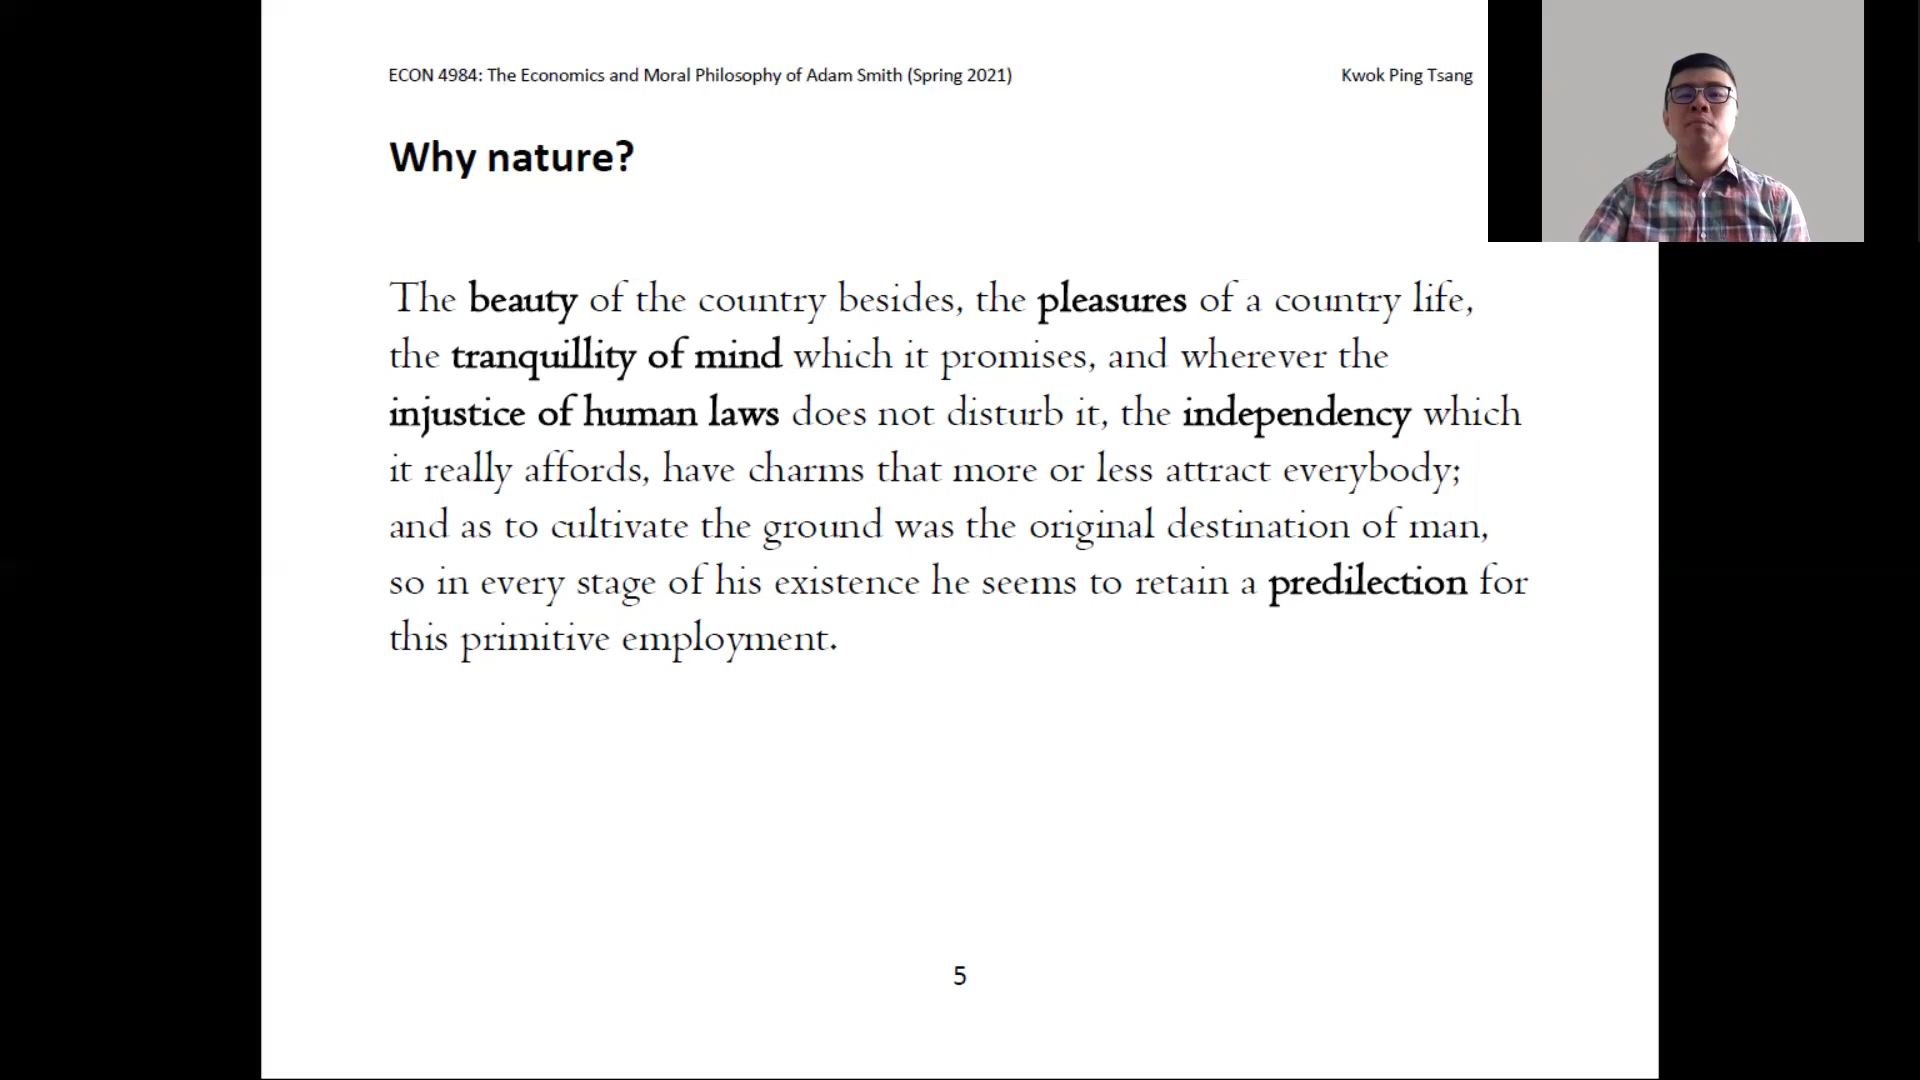 ECON 4984: The Economics and Moral Philosophy of Adam Smith (Spring 2021)
Kwok Ping Tsang
Why nature?
The beauty of the country besides, the pleasures of a country life,
the tranquillity of mind which it promises, and wherever the
injustice of human laws does not disturb it, the independency which
it really affords, have charms that more or less attract everybody;
and as to cultivate the ground was the original destination of man,
so in every stage of his existence he seems to retain a predilection for
this primitive employment.
5